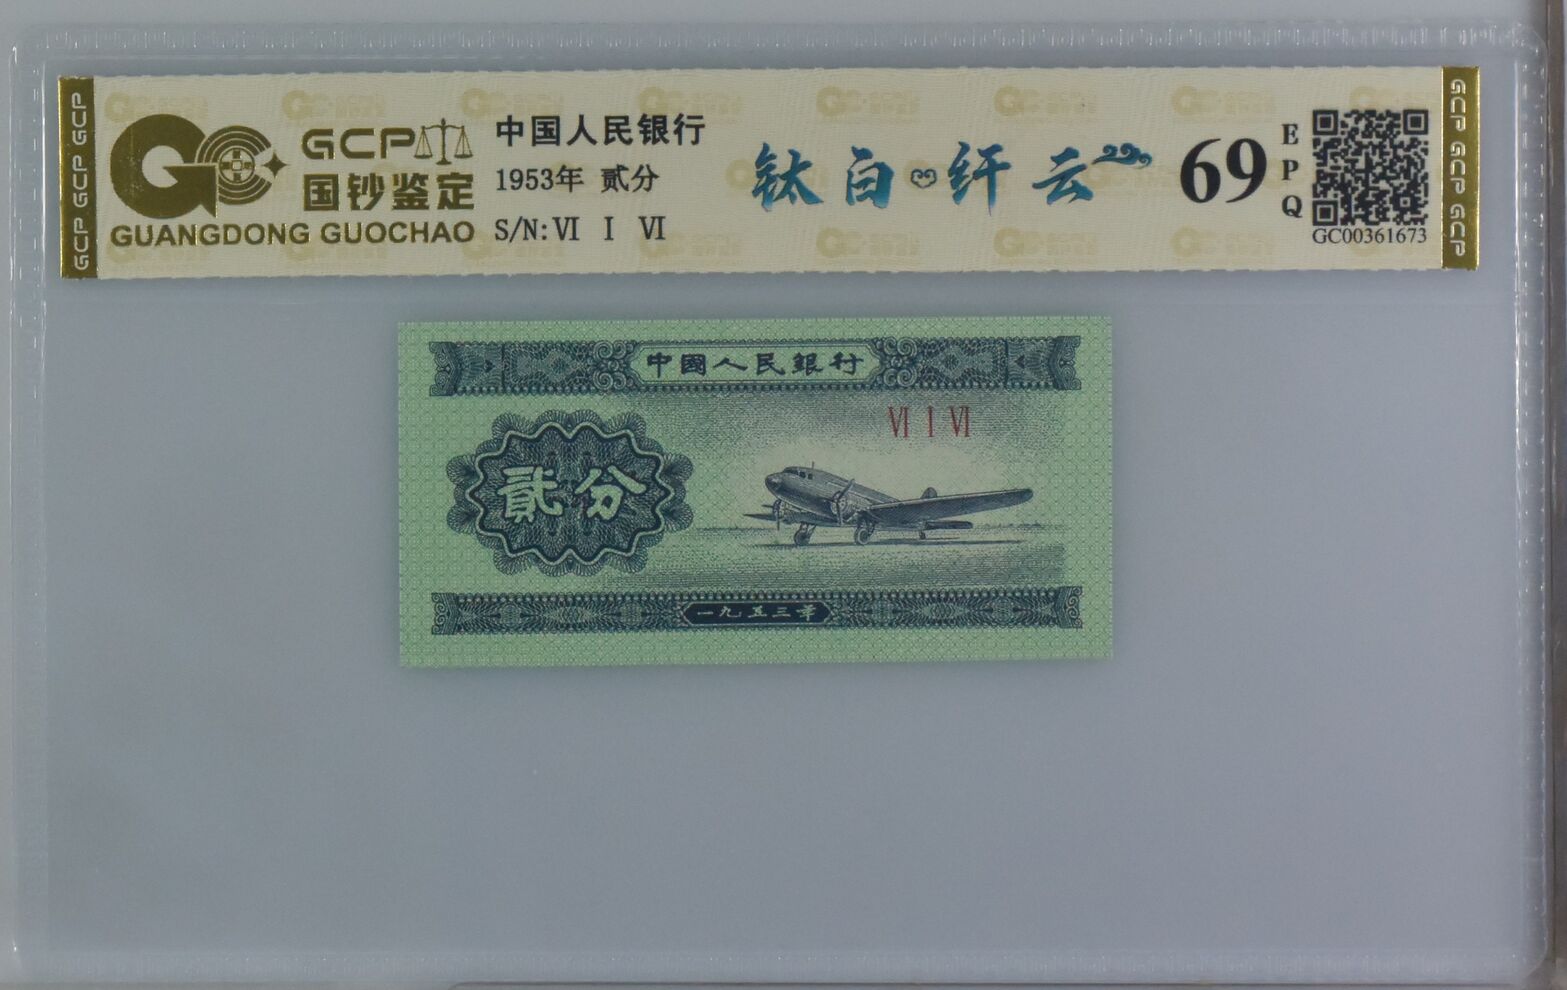 GCP GCP GCP
GCP
国钞鉴定
GUANGDONG GUOCHAO
中国人民银行
1953年 贰分
S/N:Ⅵ Ⅰ Ⅵ
钛白纤云
69
EPQ
GC00361673
GCP GCP GCP
中國人民銀行
Ⅵ Ⅰ Ⅵ
貳分
一九五三年